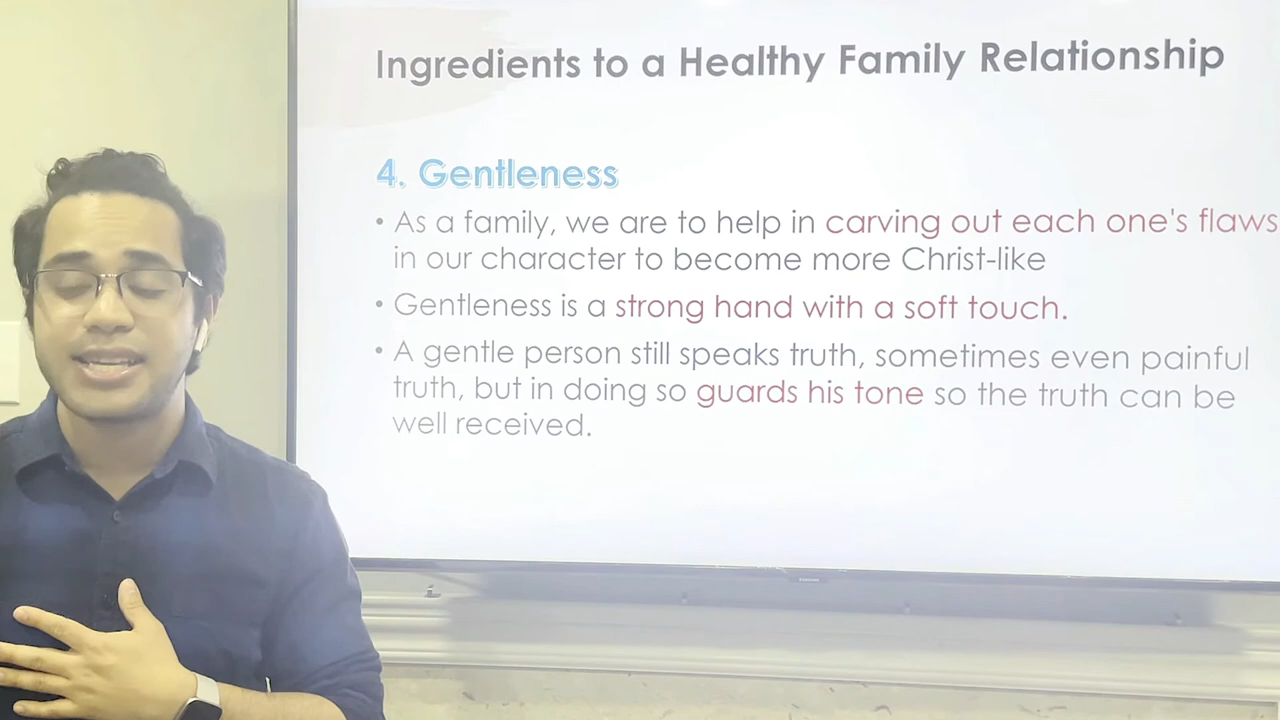 Ingredients to a Healthy Family Relationship
4. Gentleness
• As a family, we are to help in carving out each one's flaws
in our character to become more Christ-like
• Gentleness is a strong hand with a soft touch.
• A gentle person still speaks truth, sometimes even painful
truth, but in doing so guards his tone so the truth can be
well received.